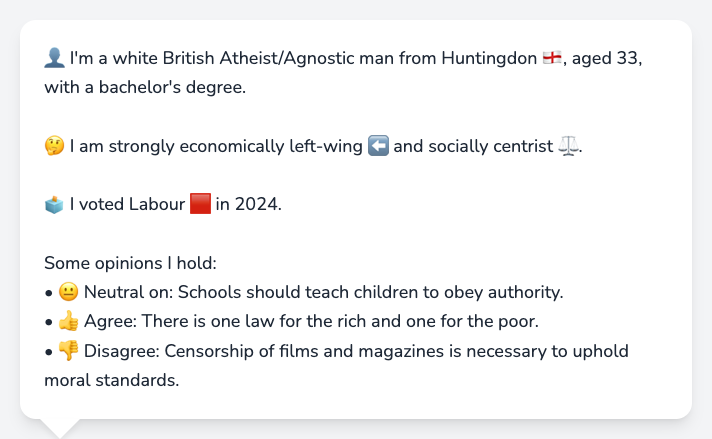 👤 I'm a white British Atheist/Agnostic man from Huntingdon 🏴󠁧󠁢󠁥󠁮󠁧󠁿, aged 33,
with a bachelor's degree.
🤔 I am strongly economically left-wing ⬅️ and socially centrist ⚖️.
🗳️ I voted Labour 🟥 in 2024.
Some opinions I hold:
• 😐 Neutral on: Schools should teach children to obey authority.
• 👍 Agree: There is one law for the rich and one for the poor.
• 👎 Disagree: Censorship of films and magazines is necessary to uphold
moral standards.